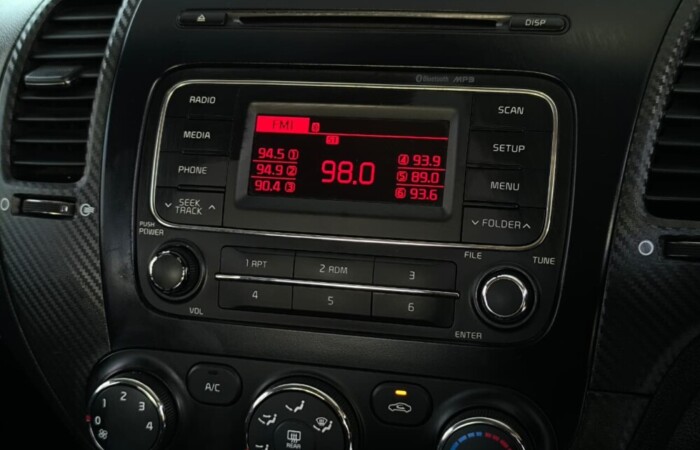 DISP
Bluetooth MP3
RADIO
MEDIA
PHONE
SEEK
TRACK
PUSH
POWER
VOL
FM1
94.5 1
94.9 2
90.4 3
98.0
4 93.9
5 89.0
6 93.6
SCAN
SETUP
MENU
FOLDER
FILE
TUNE
ENTER
1 RPT
2 RDM
3
4
5
6
A/C
0 1 2 3 4
REAR